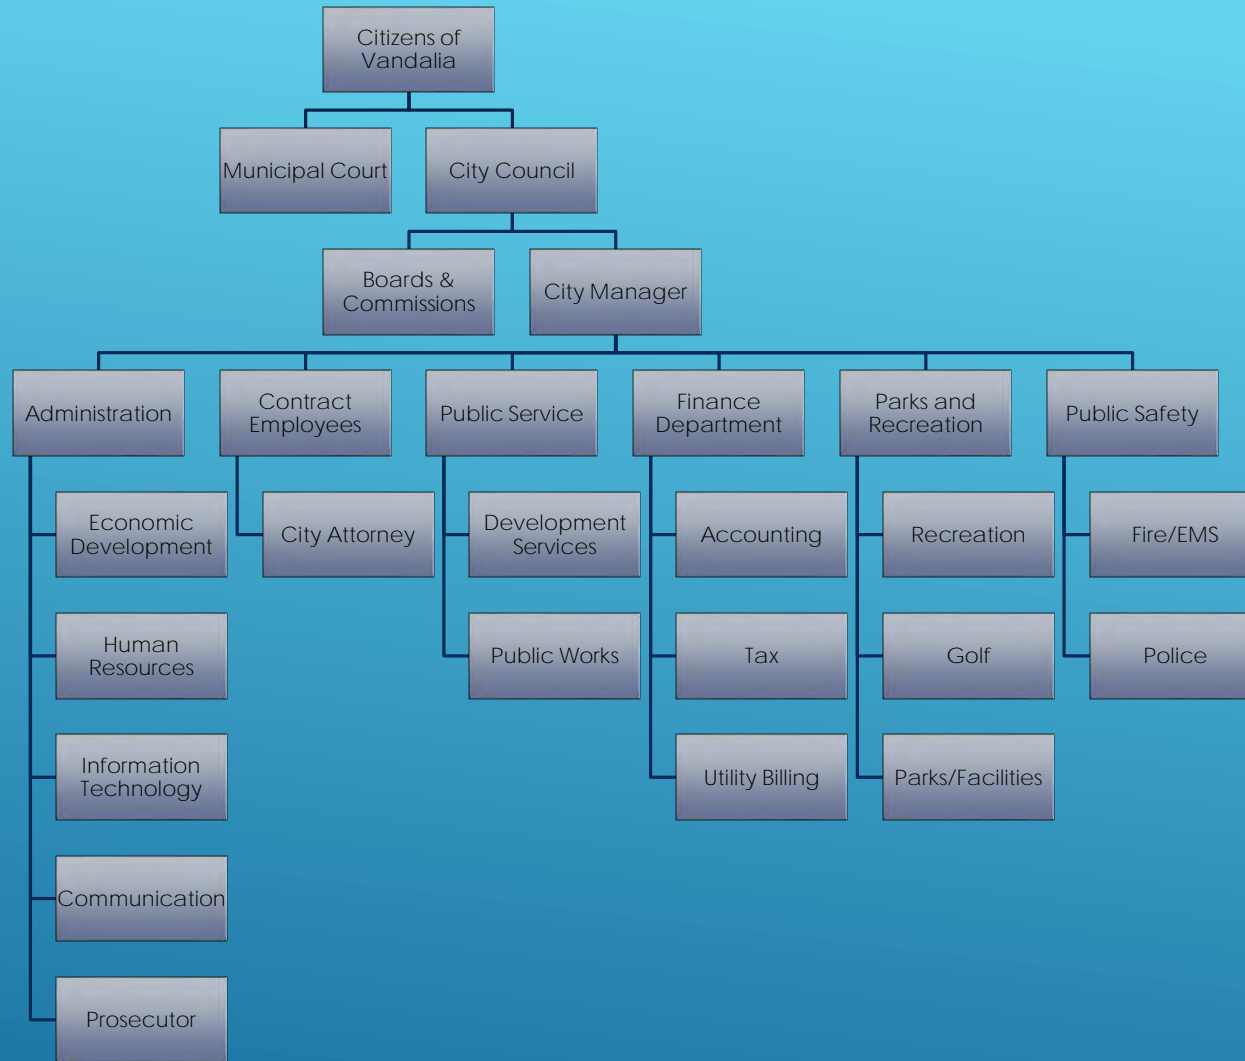 Citizens of
Vandalia
Municipal Court
City Council
Boards &
Commissions
City Manager
Administration
Contract
Employees
Public Service
Finance
Department
Parks and
Recreation
Public Safety
Economic
Development
City Attorney
Development
Services
Accounting
Recreation
Fire/EMS
Human
Resources
Public Works
Tax
Golf
Police
Information
Technology
Utility Billing
Parks/Facilities
Communication
Prosecutor